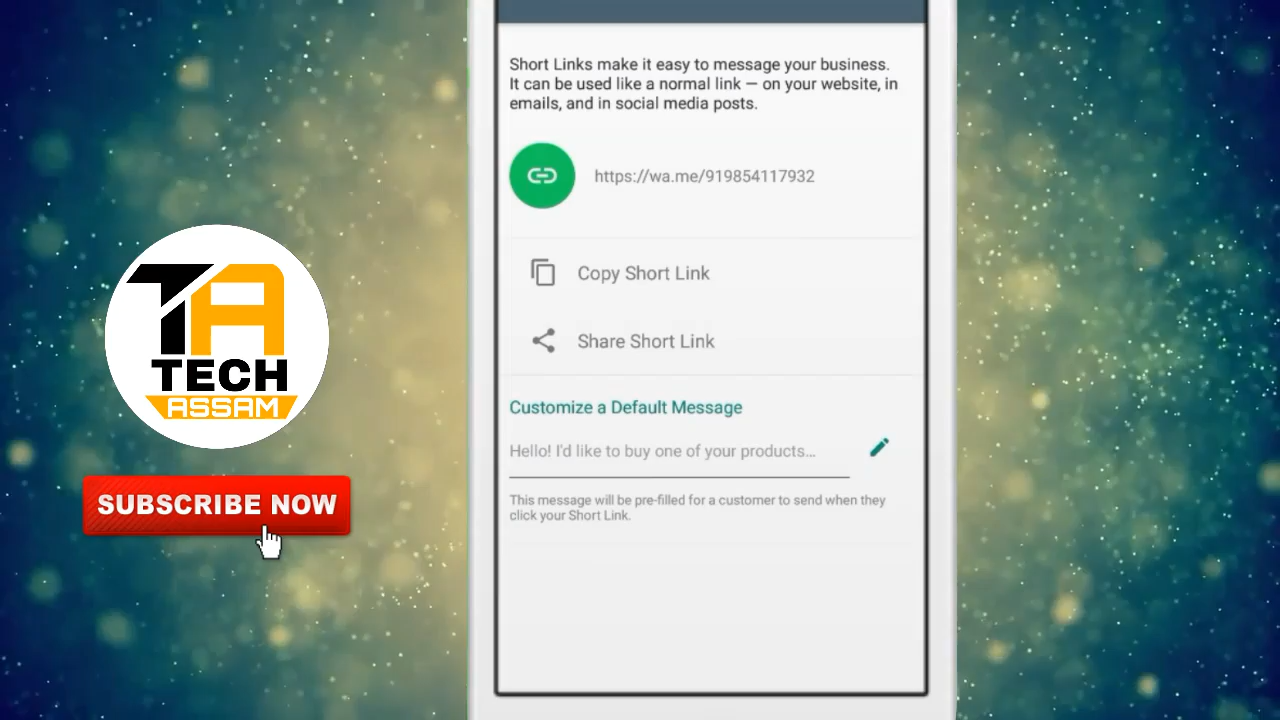 Short Links make it easy to message your business.
It can be used like a normal link — on your website, in
emails, and in social media posts.
https://wa.me/919854117932
Copy Short Link
Share Short Link
Customize a Default Message
Hello! I'd like to buy one of your products...
This message will be pre-filled for a customer to send when they
click your Short Link.
TA
TECH
ASSAM
SUBSCRIBE NOW